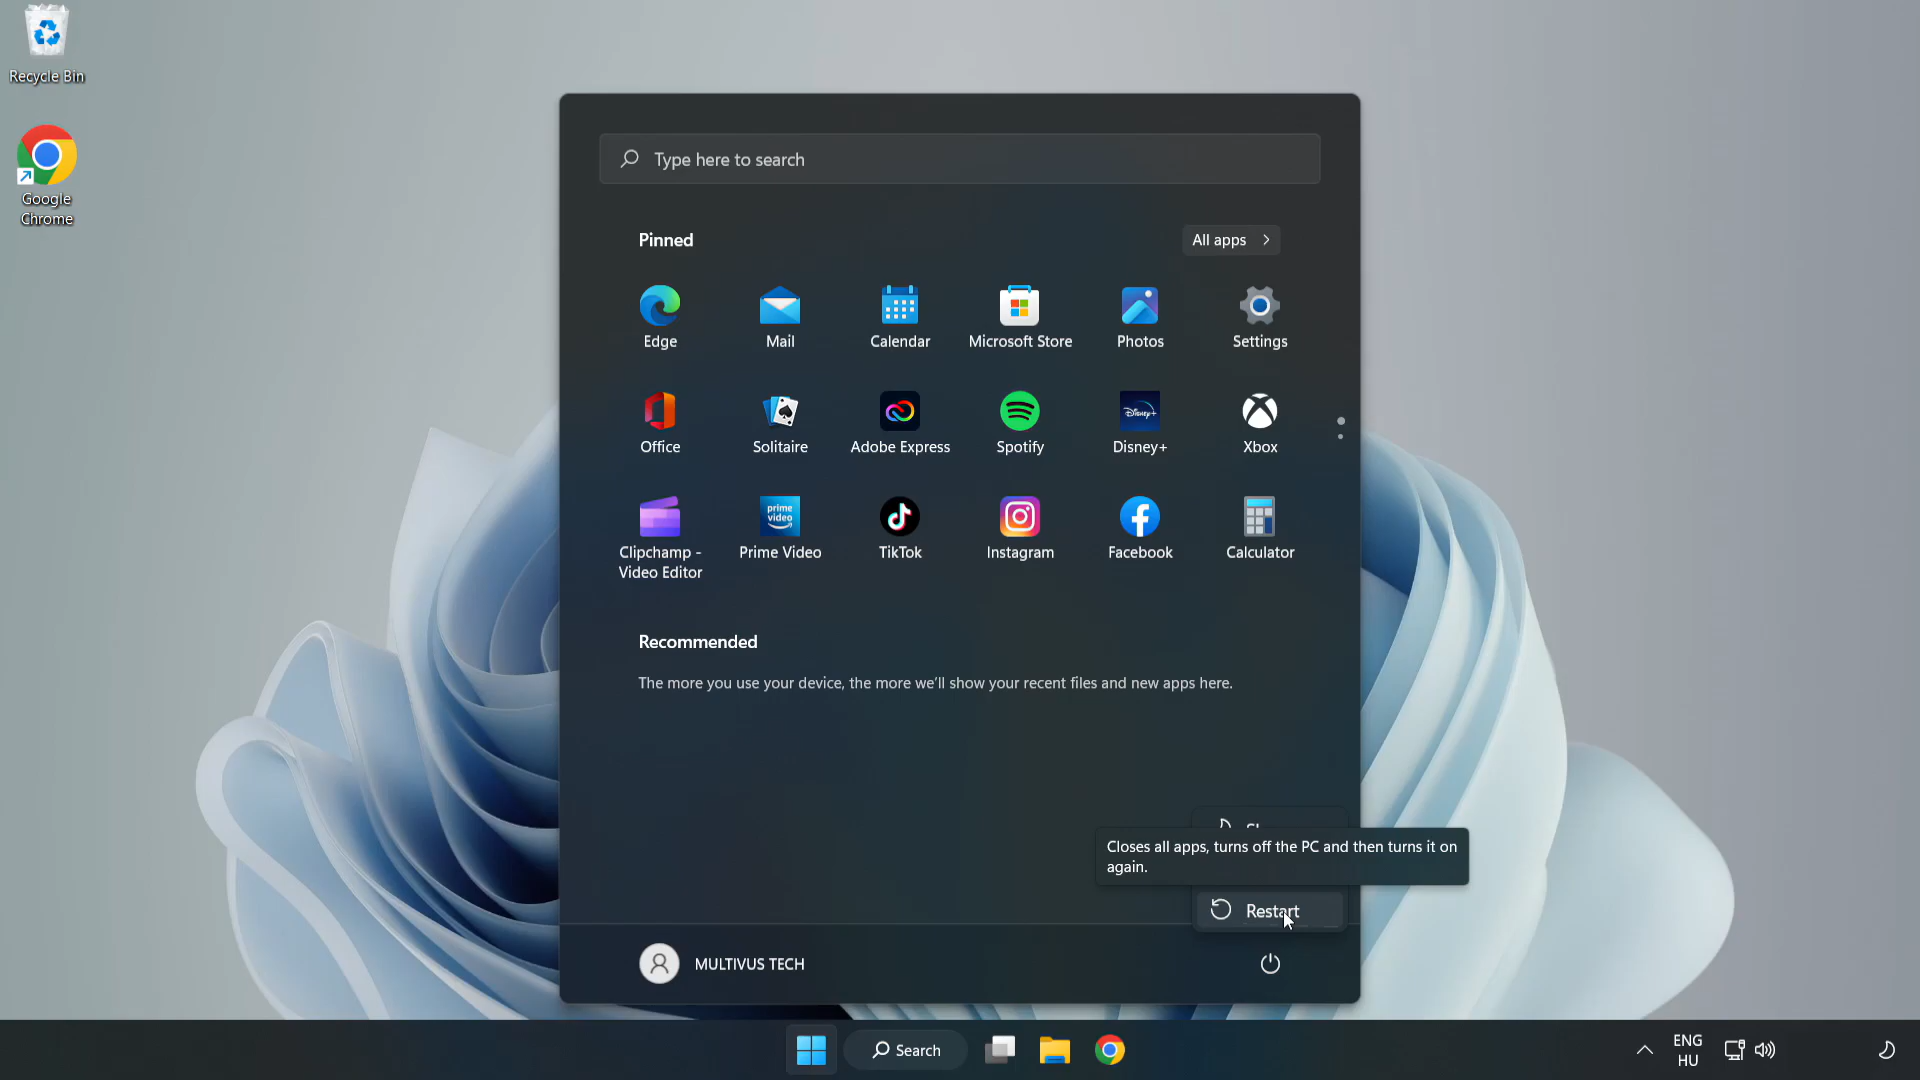 Recycle Bin
Google
Chrome
Type here to search
Pinned
All apps
Edge
Mail
Calendar
Microsoft Store
Photos
Settings
Office
Solitaire
Adobe Express
Spotify
Disney+
Disney+
Xbox
prime
video
Clipchamp -
Video Editor
Prime Video
TikTok
Instagram
Facebook
Calculator
Recommended
The more you use your device, the more we'll show your recent files and new apps here.
Closes all apps, turns off the PC and then turns it on
again.
Restart
MULTIVUS TECH
Search
ENG
HU